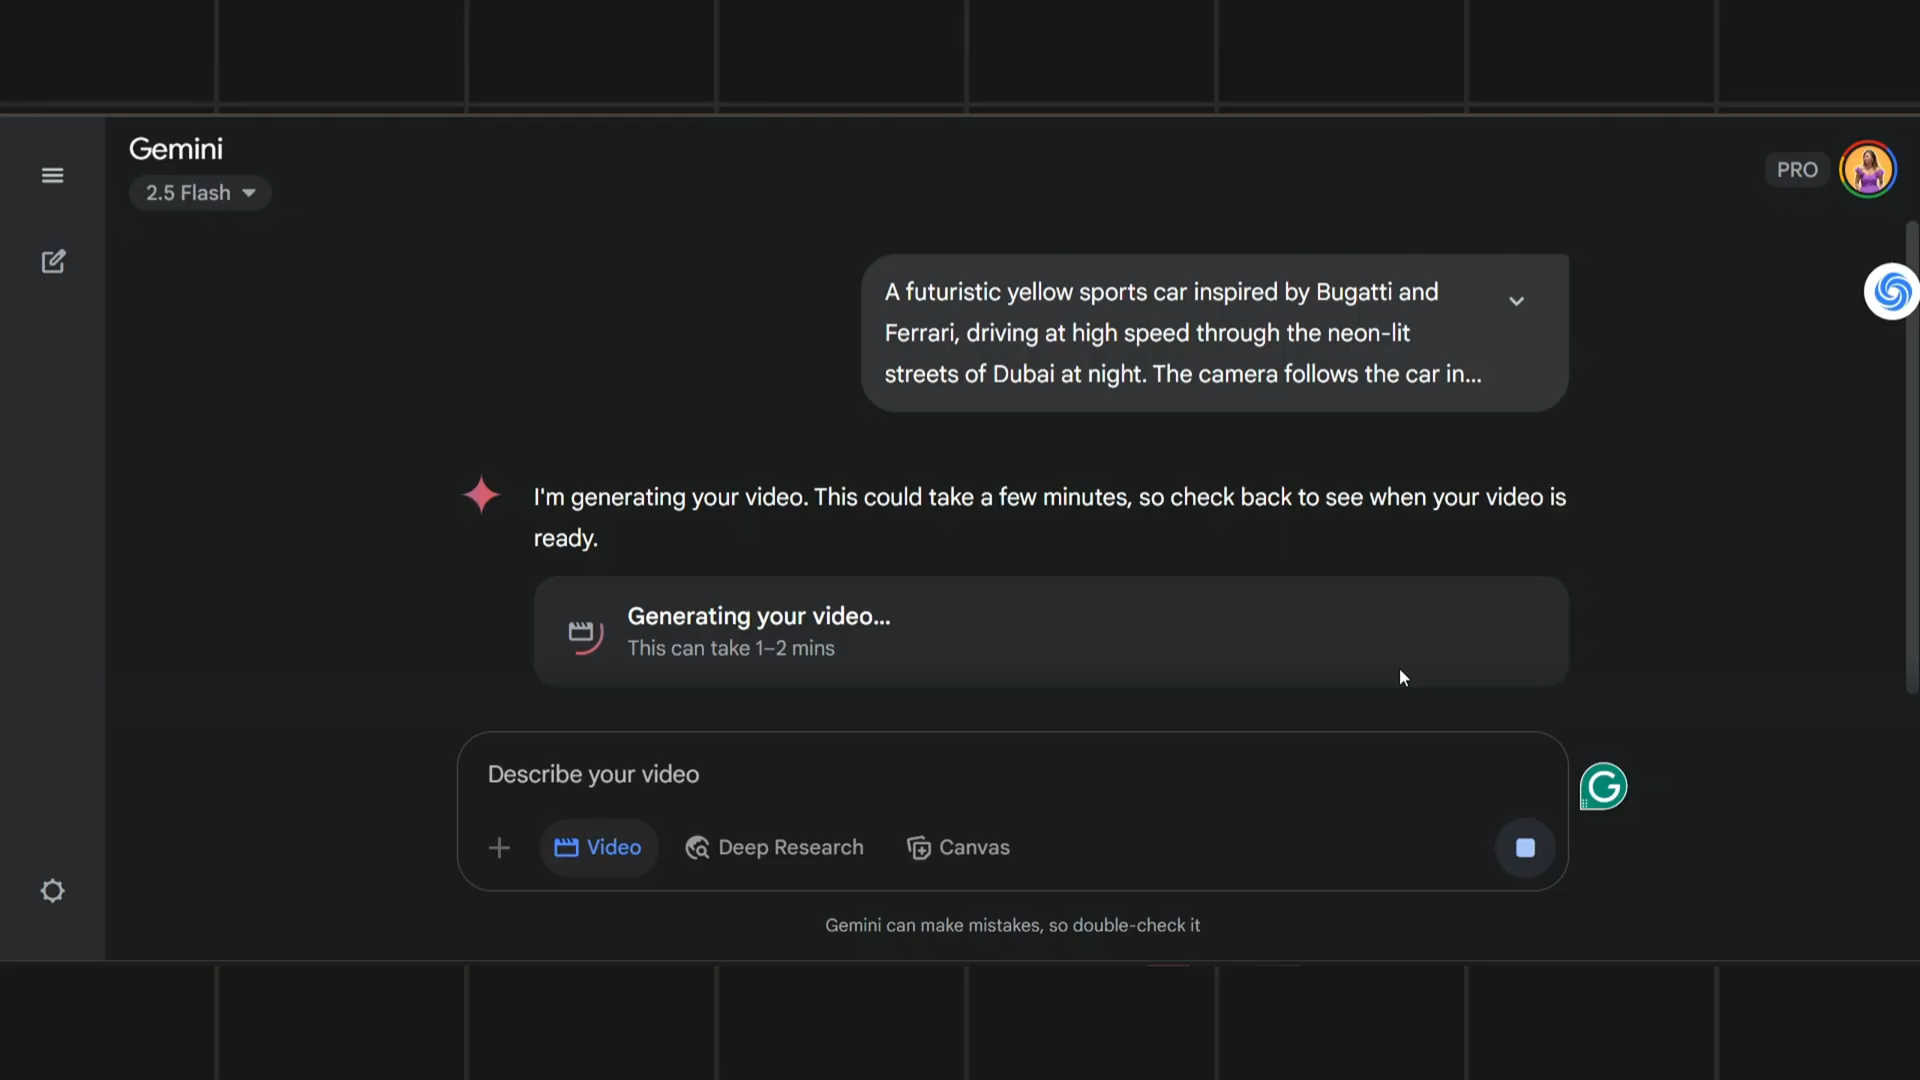 Gemini
2.5 Flash
PRO
A futuristic yellow sports car inspired by Bugatti and
Ferrari, driving at high speed through the neon-lit
streets of Dubai at night. The camera follows the car in...
I'm generating your video. This could take a few minutes, so check back to see when your video is
ready.
Generating your video...
This can take 1–2 mins
Describe your video
Video
Deep Research
Canvas
Gemini can make mistakes, so double-check it